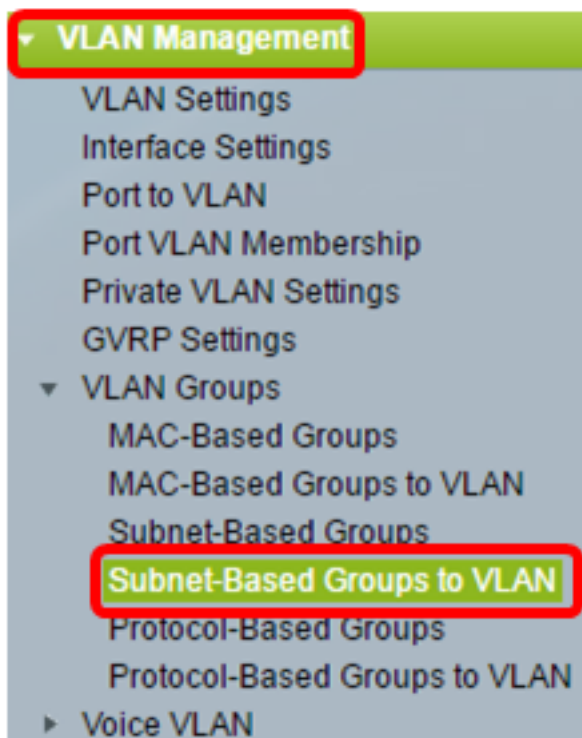 VLAN Management
VLAN Settings
Interface Settings
Port to VLAN
Port VLAN Membership
Private VLAN Settings
GVRP Settings
VLAN Groups
MAC-Based Groups
MAC-Based Groups to VLAN
Subnet-Based Groups
Subnet-Based Groups to VLAN
Protocol-Based Groups
Protocol-Based Groups to VLAN
Voice VLAN